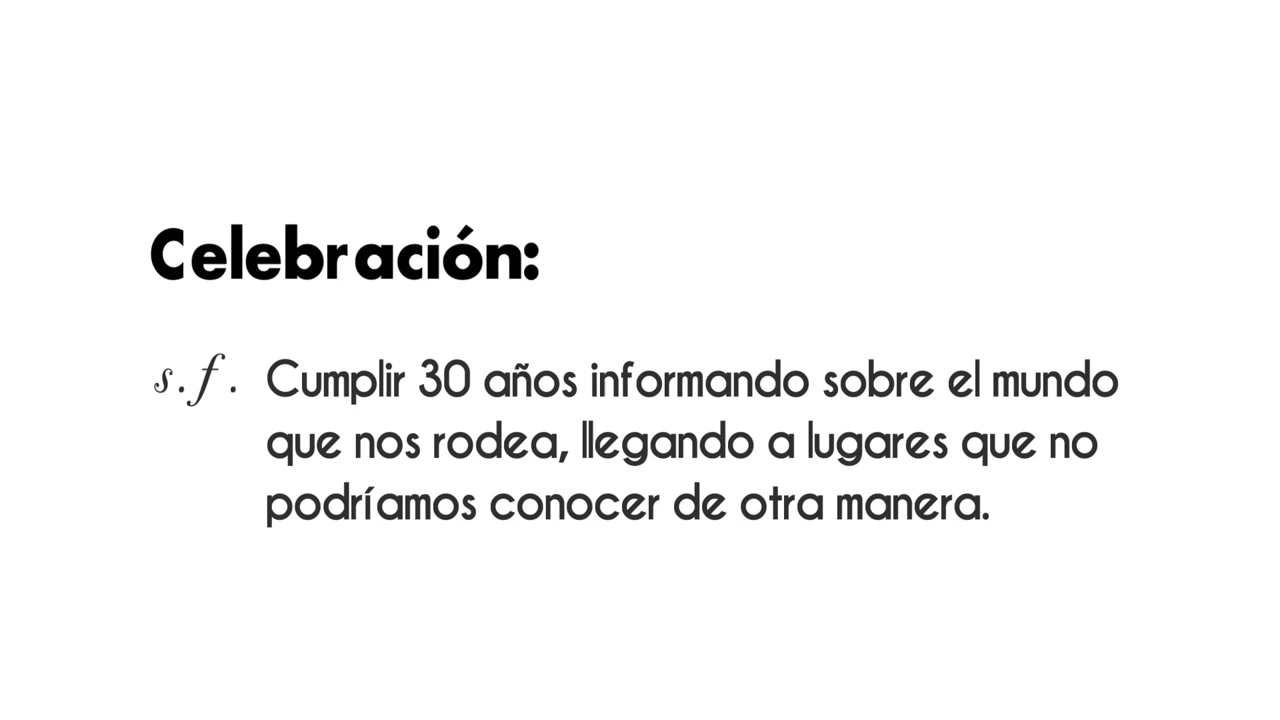 Celebración:
s.f. Cumplir 30 años informando sobre el mundo
que nos rodea, llegando a lugares que no
podríamos conocer de otra manera.